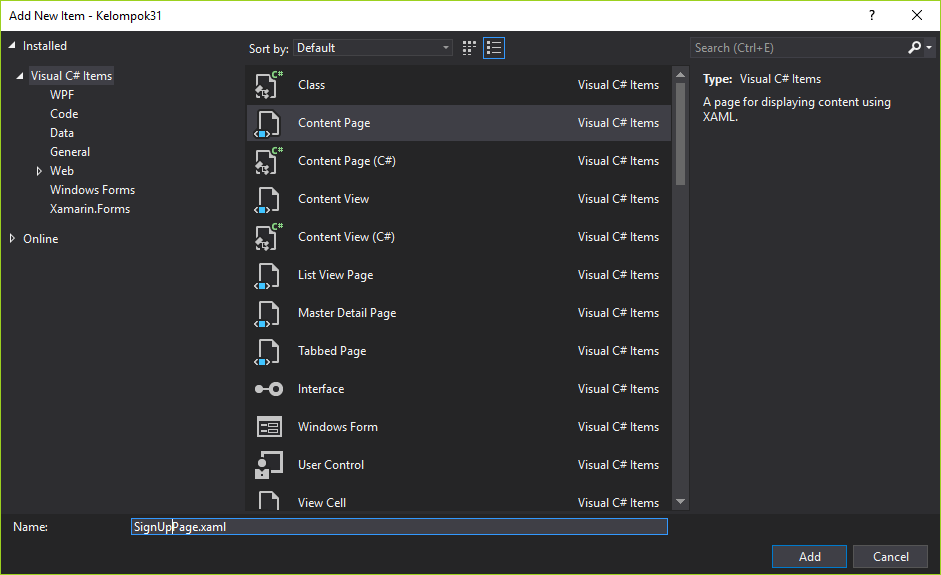 Add New Item - Kelompok31
Installed
Visual C# Items
WPF
Code
Data
General
Web
Windows Forms
Xamarin.Forms
Online
Sort by: Default
Search (Ctrl+E)
Class Visual C# Items
Content Page Visual C# Items
Content Page (C#) Visual C# Items
Content View Visual C# Items
Content View (C#) Visual C# Items
List View Page Visual C# Items
Master Detail Page Visual C# Items
Tabbed Page Visual C# Items
Interface Visual C# Items
Windows Form Visual C# Items
User Control Visual C# Items
View Cell Visual C# Items
Type: Visual C# Items
A page for displaying content using
XAML.
Name: SignUpPage.xaml
Add Cancel